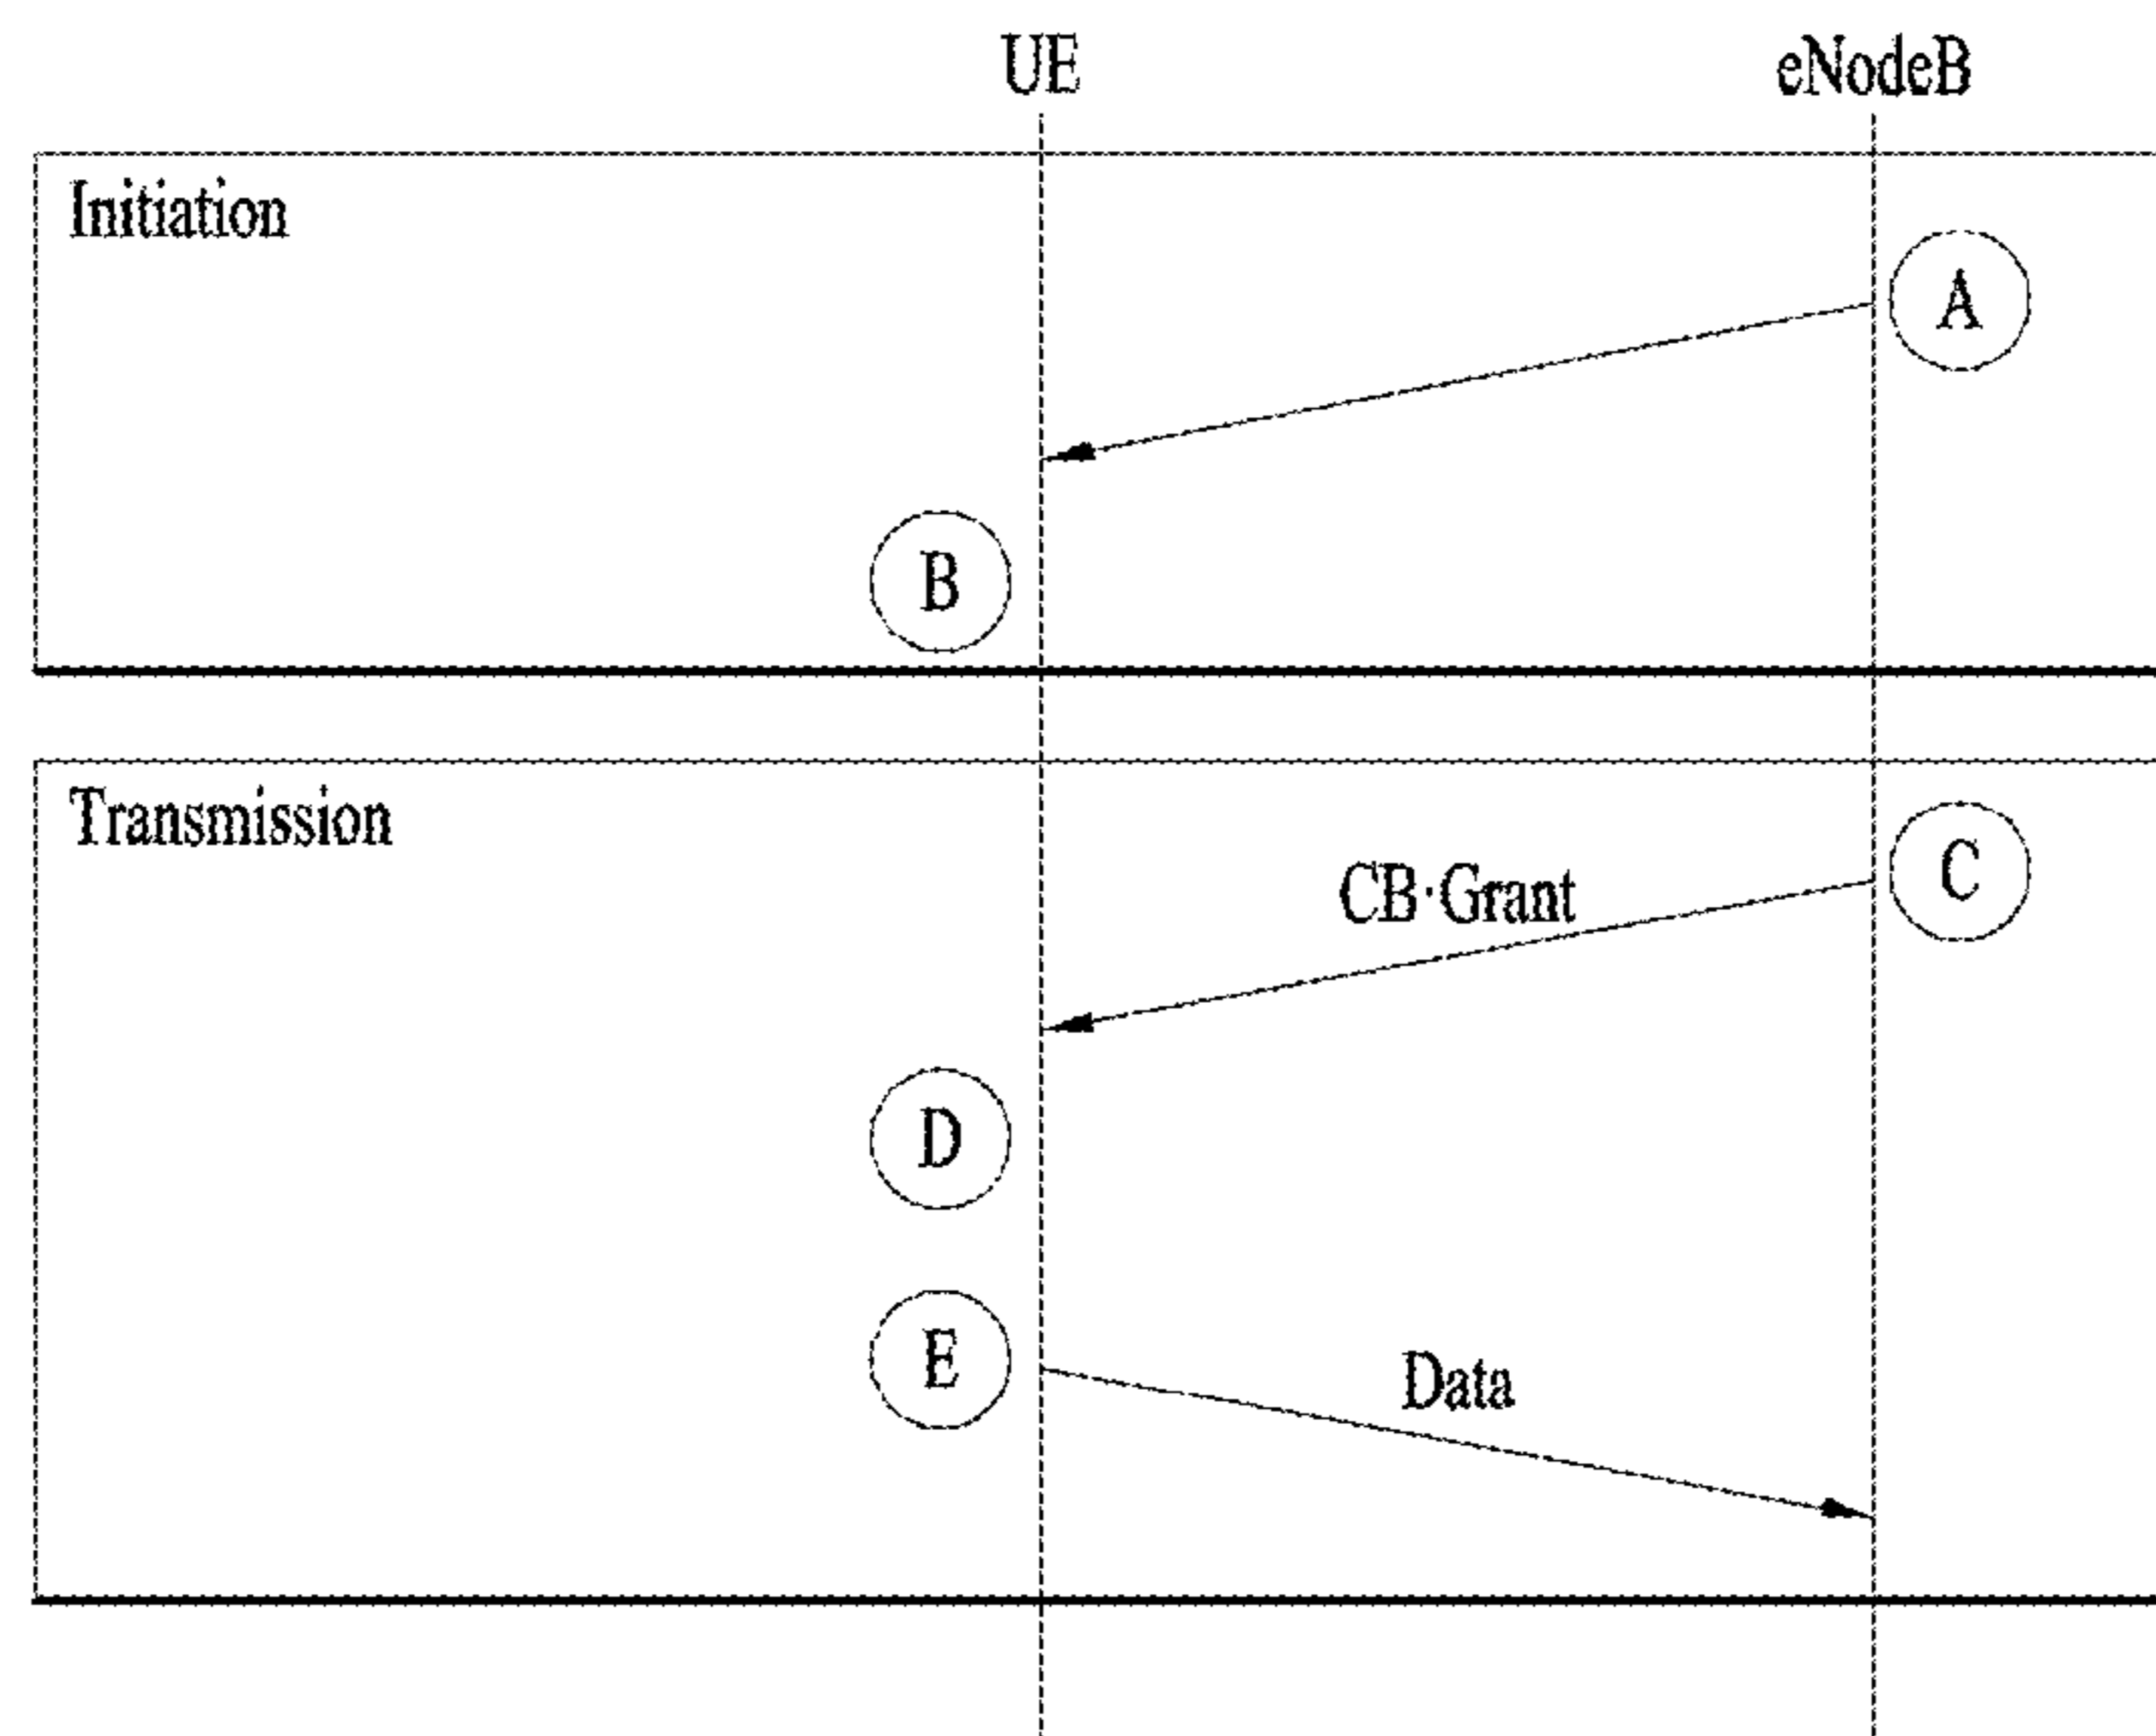 UE eNodeB
Initiation
A
B
Transmission
C
CB·Grant
D
E
Data